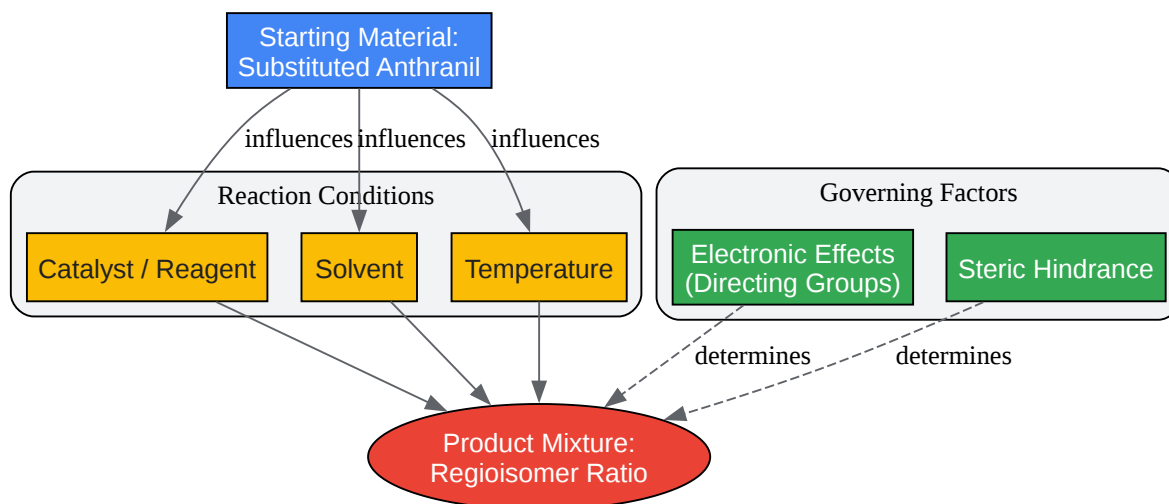 Starting Material:
Substituted Anthranil
influences
influences
influences
Reaction Conditions
Governing Factors
Catalyst / Reagent
Solvent
Temperature
Electronic Effects
(Directing Groups)
Steric Hindrance
determines
determines
Product Mixture:
Regioisomer Ratio